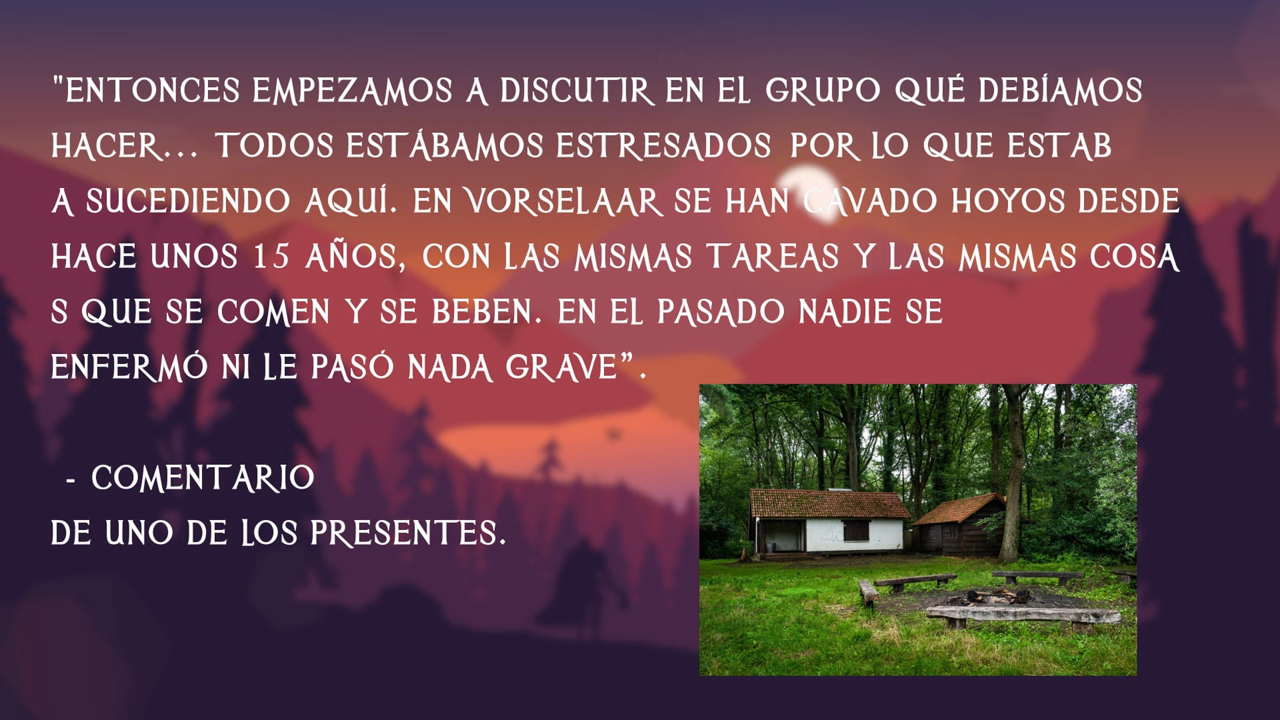 "ENTONCES EMPEZAMOS A DISCUTIR EN EL GRUPO QUÉ DEBÍAMOS
HACER... TODOS ESTÁBAMOS ESTRESADOS POR LO QUE ESTAB
A SUCEDIENDO AQUÍ. EN VORSELAAR SE HAN CAVADO HOYOS DESDE
HACE UNOS 15 AÑOS, CON LAS MISMAS TAREAS Y LAS MISMAS COSA
S QUE SE COMEN Y SE BEBEN. EN EL PASADO NADIE SE
ENFERMÓ NI LE PASÓ NADA GRAVE”.
- COMENTARIO
DE UNO DE LOS PRESENTES.